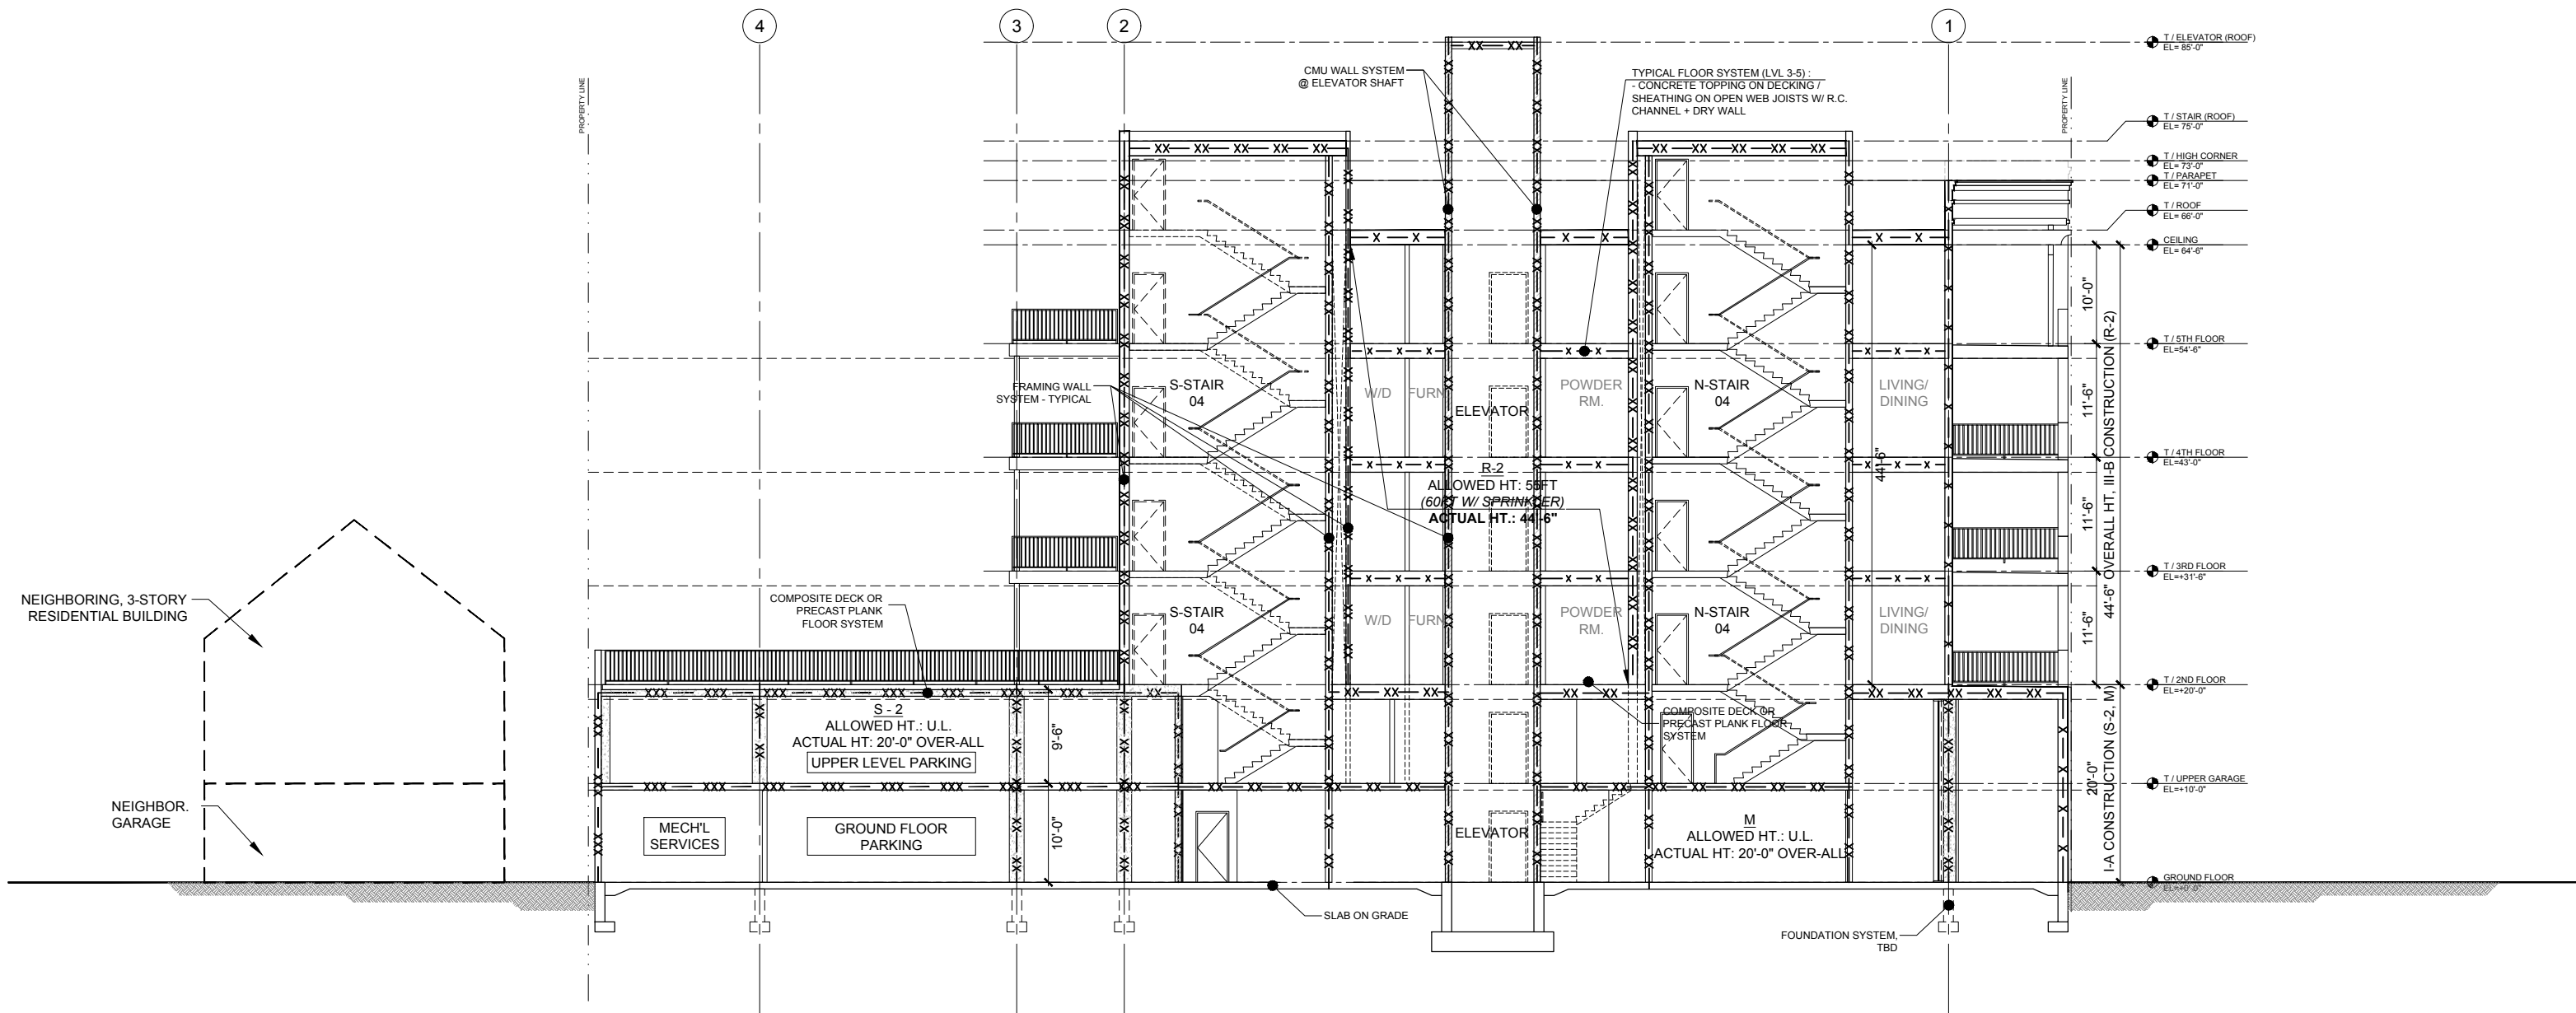 4
3
2
1
PROPERTY LINE
PROPERTY LINE
CMU WALL SYSTEM
@ ELEVATOR SHAFT
TYPICAL FLOOR SYSTEM (LVL 3-5) :
- CONCRETE TOPPING ON DECKING /
SHEATHING ON OPEN WEB JOISTS W/ R.C.
CHANNEL + DRY WALL
T / ELEVATOR (ROOF)
EL= 85'-0"
T / STAIR (ROOF)
EL= 75'-0"
T / HIGH CORNER
EL= 73'-0"
T / PARAPET
EL= 71'-0"
T / ROOF
EL= 66'-0"
CEILING
EL= 64'-6"
T / 5TH FLOOR
EL=54'-6"
T / 4TH FLOOR
EL=43'-0"
T / 3RD FLOOR
EL=+31'-6"
T / 2ND FLOOR
EL=+20'-0"
T / UPPER GARAGE
EL=+10'-0"
GROUND FLOOR
EL=+0'-0"
10'-0"
11'-6"
11'-6"
11'-6"
44'-6" OVERALL HT, III-B CONSTRUCTION (R-2)
20'-0"
I-A CONSTRUCTION (S-2, M)
44'-6"
FRAMING WALL
SYSTEM - TYPICAL
S-STAIR
04
W/D
FURN
ELEVATOR
POWDER
RM.
N-STAIR
04
LIVING/
DINING
R-2
ALLOWED HT: 55FT
(60FT W/ SPRINKLER)
ACTUAL HT.: 44'-6"
S-STAIR
04
W/D
FURN
POWDER
RM.
N-STAIR
04
LIVING/
DINING
NEIGHBORING, 3-STORY
RESIDENTIAL BUILDING
NEIGHBOR.
GARAGE
COMPOSITE DECK OR
PRECAST PLANK
FLOOR SYSTEM
S - 2
ALLOWED HT.: U.L.
ACTUAL HT: 20'-0" OVER-ALL
UPPER LEVEL PARKING
9'-6"
10'-0"
COMPOSITE DECK OR
PRECAST PLANK FLOOR
SYSTEM
MECH'L
SERVICES
GROUND FLOOR
PARKING
ELEVATOR
M
ALLOWED HT.: U.L.
ACTUAL HT: 20'-0" OVER-ALL
SLAB ON GRADE
FOUNDATION SYSTEM,
TBD